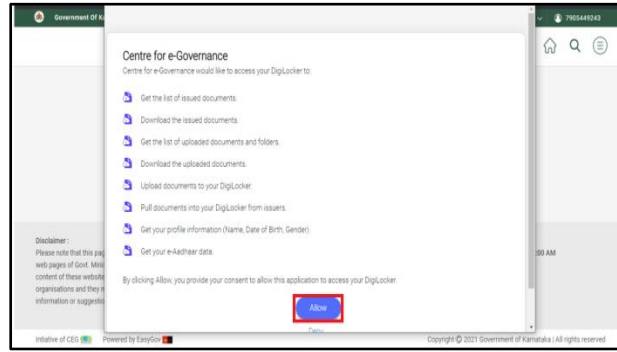 Government Of Ka
7905449243
Centre for e-Governance
Centre for e-Governance would like to access your DigiLocker to:
Get the list of issued documents.
Download the issued documents.
Get the list of uploaded documents and folders.
Download the uploaded documents.
Upload documents to your DigiLocker.
Pull documents into your DigiLocker from issuers.
Get your profile information (Name, Date of Birth, Gender).
Get your e-Aadhaar data.
By clicking Allow, you provide your consent to allow this application to access your DigiLocker.
Allow
Deny
Disclaimer :
Please note that this pag
web pages of Govt. Mini
content of these website
organisations and they m
information or suggestio
:00 AM
Initiative of CEG
Powered by EasyGov
Copyright © 2021 Government of Karnataka | All rights reserved